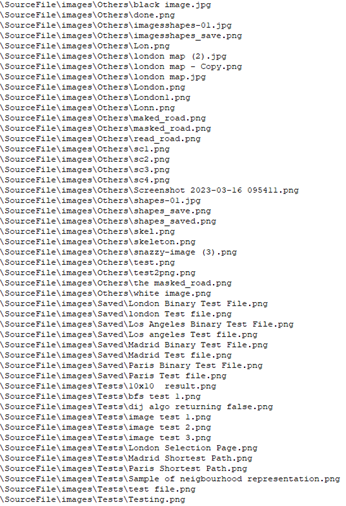 \SourceFile\images\Others\black image.jpg
\SourceFile\images\Others\done.png
\SourceFile\images\Others\imagesshapes-01.jpg
\SourceFile\images\Others\imagesshapes_save.png
\SourceFile\images\Others\Lon.png
\SourceFile\images\Others\london map (2).jpg
\SourceFile\images\Others\london map - Copy.png
\SourceFile\images\Others\london map.jpg
\SourceFile\images\Others\London.png
\SourceFile\images\Others\London1.png
\SourceFile\images\Others\Lonn.png
\SourceFile\images\Others\maked_road.png
\SourceFile\images\Others\masked_road.png
\SourceFile\images\Others\read_road.png
\SourceFile\images\Others\sc1.png
\SourceFile\images\Others\sc2.png
\SourceFile\images\Others\sc3.png
\SourceFile\images\Others\sc4.png
\SourceFile\images\Others\Screenshot 2023-03-16 095411.png
\SourceFile\images\Others\shapes-01.jpg
\SourceFile\images\Others\shapes_save.png
\SourceFile\images\Others\shapes_saved.png
\SourceFile\images\Others\skel.png
\SourceFile\images\Others\skeleton.png
\SourceFile\images\Others\snazzy-image (3).png
\SourceFile\images\Others\test.png
\SourceFile\images\Others\test2png.png
\SourceFile\images\Others\the masked_road.png
\SourceFile\images\Others\white image.png
\SourceFile\images\Saved\London Binary Test File.png
\SourceFile\images\Saved\london Test file.png
\SourceFile\images\Saved\Los Angeles Binary Test File.png
\SourceFile\images\Saved\Los angeles Test file.png
\SourceFile\images\Saved\Madrid Binary Test File.png
\SourceFile\images\Saved\Madrid Test file.png
\SourceFile\images\Saved\Paris Binary Test File.png
\SourceFile\images\Saved\Paris Test file.png
\SourceFile\images\Tests\10x10  result.png
\SourceFile\images\Tests\bfs test 1.png
\SourceFile\images\Tests\dij algo returning false.png
\SourceFile\images\Tests\image test 1.png
\SourceFile\images\Tests\image test 2.png
\SourceFile\images\Tests\image test 3.png
\SourceFile\images\Tests\London Selection Page.png
\SourceFile\images\Tests\Madrid Shortest Path.png
\SourceFile\images\Tests\Paris Shortest Path.png
\SourceFile\images\Tests\Sample of neigbourhood representation.png
\SourceFile\images\Tests\test file.png
\SourceFile\images\Tests\Testing.png